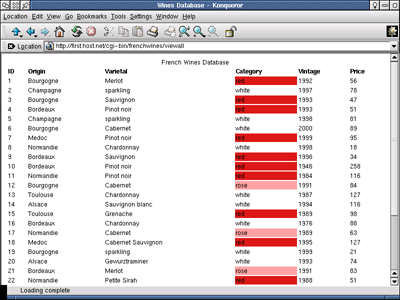 Wines Database - Konqueror
Location Edit View Go Bookmarks Tools Settings Window Help
Location http://first.host.net/cgi-bin/frenchwines/viewall
French Wines Database
ID Origin Varietal Category Vintage Price
1 Bourgogne Merlot red 1992 56
2 Champagne sparkling white 1997 78
3 Bourgogne Sauvignon red 1993 47
4 Bordeaux Pinot noir red 1993 51
5 Champagne sparkling white 1998 81
6 Bourgogne Cabernet white 2000 89
7 Medoc Pinot noir red 1999 95
8 Normandie Chardonnay white 1998 18
9 Bordeaux Sauvignon red 1996 34
10 Bordeaux Pinot noir red 1946 258
11 Normandie Pinot noir red 1984 116
12 Bourgogne Cabernet rose 1991 84
13 Toulouse Chardonnay white 1987 127
14 Alsace Sauvignon blanc white 1994 116
15 Toulouse Grenache red 1989 98
16 Bordeaux Chardonnay white 1976 88
17 Normandie Cabernet rose 1989 63
18 Medoc Cabernet Sauvignon red 1995 127
19 Bourgogne sparkling white 1999 21
20 Alsace Gewurztraminer white 1993 74
21 Bordeaux Merlot rose 1991 83
22 Normandie Petite Sirah red 1988 51
Loading complete